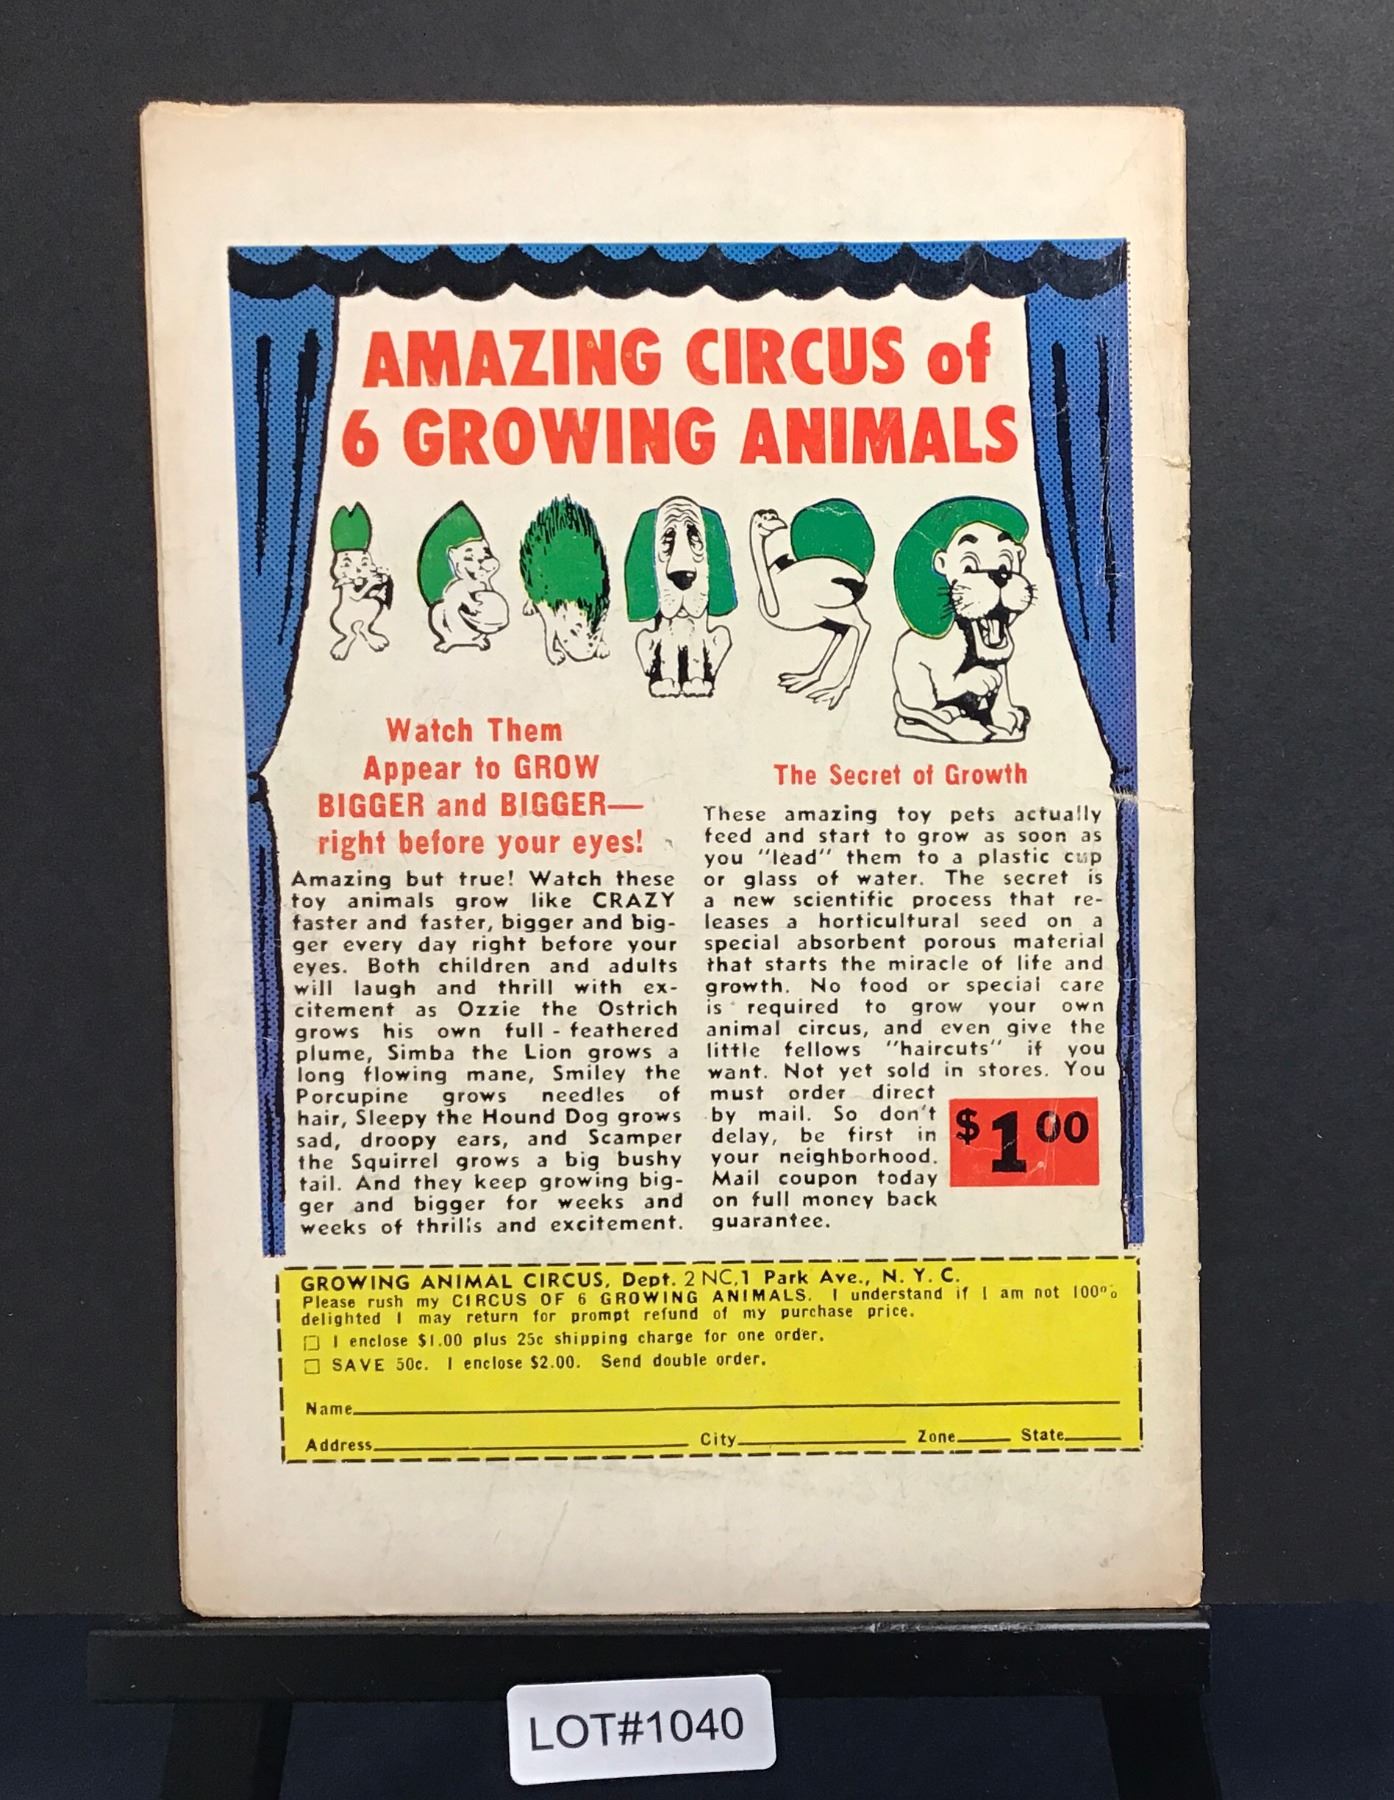 AMAZING CIRCUS of
6 GROWING ANIMALS
Watch Them
Appear to GROW
BIGGER and BIGGER—
right before your eyes!
Amazing but true! Watch these
toy animals grow like CRAZY
faster and faster, bigger and big-
ger every day right before your
eyes. Both children and adults
will laugh and thrill with ex-
citement as Ozzie the Ostrich
grows his own full-feathered
plume, Simba the Lion grows a
long flowing mane, Smiley the
Porcupine grows needles of
hair, Sleepy the Hound Dog grows
sad, droopy ears, and Scamper
the Squirrel grows a big bushy
tail. And they keep growing big-
ger and bigger for weeks and
weeks of thrills and excitement.
The Secret of Growth
These amazing toy pets actually
feed and start to grow as soon as
you "lead" them to a plastic cup
or glass of water. The secret is
a new scientific process that re-
leases a horticultural seed on a
special absorbent porous material
that starts the miracle of life and
growth. No food or special care
is required to grow your own
animal circus, and even give the
little fellows "haircuts" if you
want. Not yet sold in stores. You
must order direct
by mail. So don't
delay, be first in
your neighborhood.
Mail coupon today
on full money back
guarantee.
$1.00
GROWING ANIMAL CIRCUS, Dept. 2 NC, 1 Park Ave., N. Y. C.
Please rush my CIRCUS OF 6 GROWING ANIMALS. I understand if I am not 100%
delighted I may return for prompt refund of my purchase price.
☐ I enclose $1.00 plus 25c shipping charge for one order.
☐ SAVE 50c. I enclose $2.00. Send double order.
Name
Address City Zone State
LOT#1040